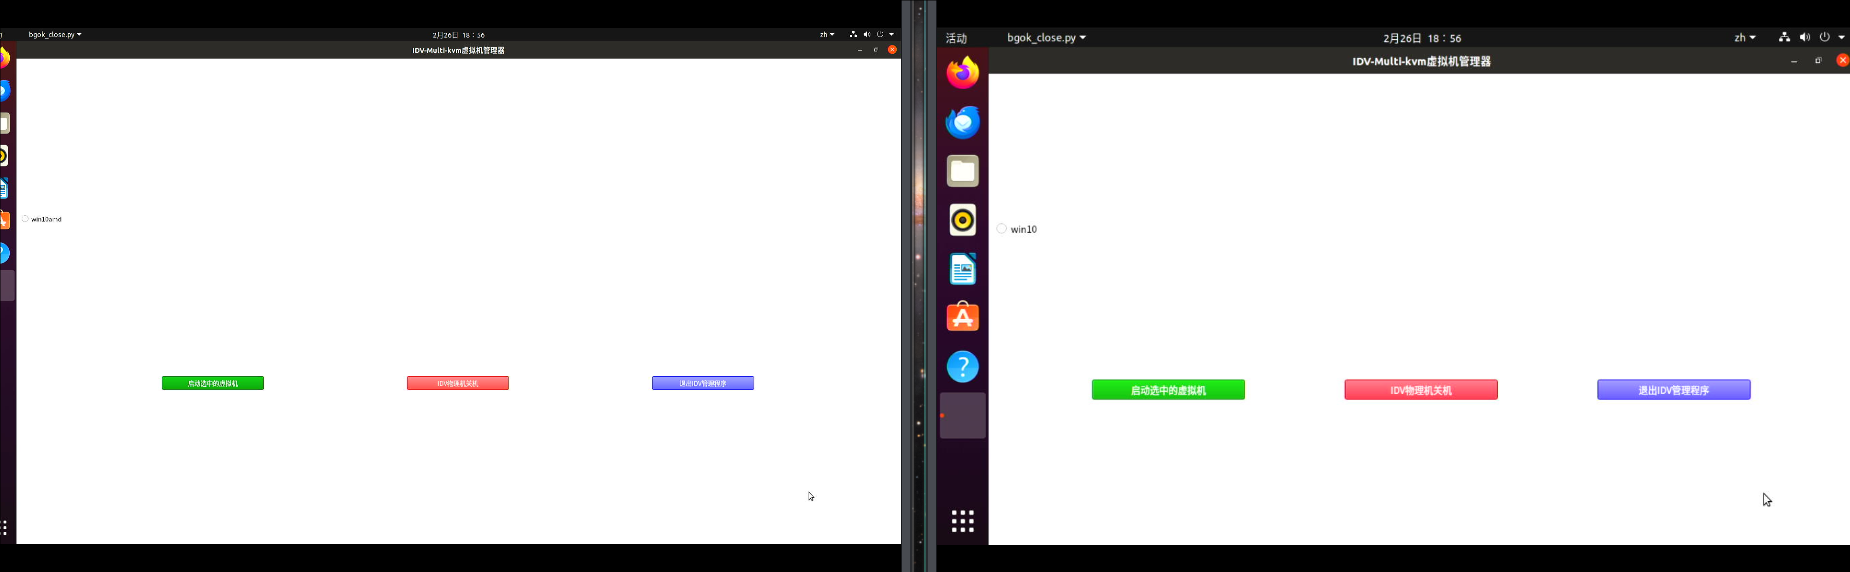 bgok_close.py
2月26日 18：56
zh
IDV-Multi-kvm虚拟机管理器
win10amd
启动选中的虚拟机
IDV物理机关机
退出IDV管理程序
活动
bgok_close.py
2月26日 18：56
zh
IDV-Multi-kvm虚拟机管理器
win10
启动选中的虚拟机
IDV物理机关机
退出IDV管理程序